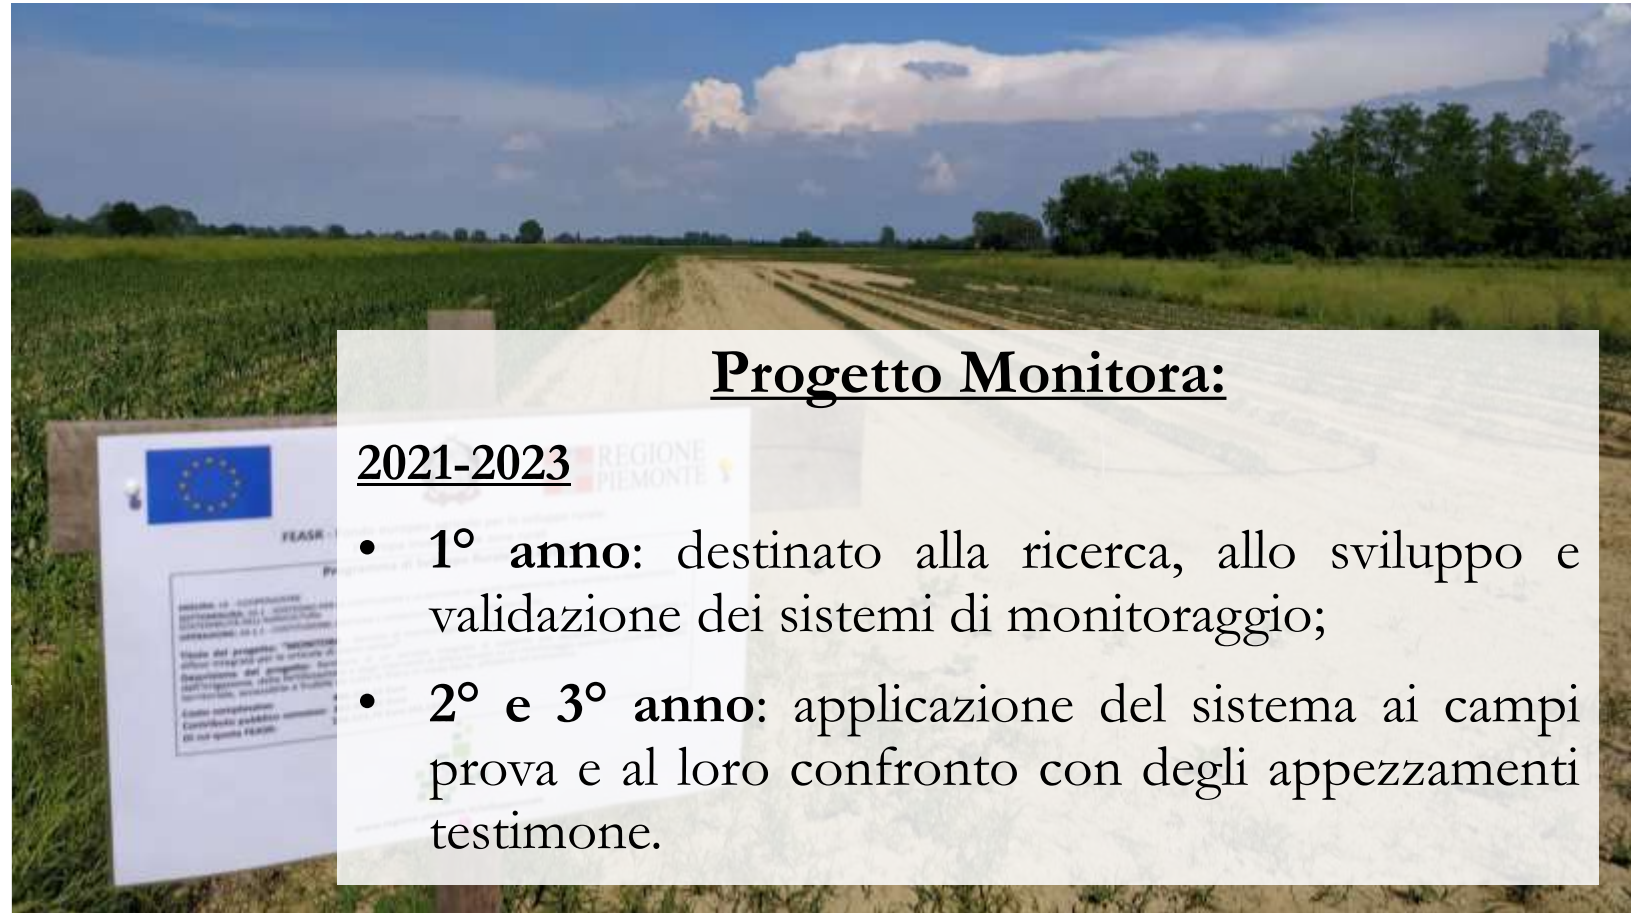 Progetto Monitora:
2021-2023
REGIONE
PIEMONTE
FEASR -
• 1° anno: destinato alla ricerca, allo sviluppo e
validazione dei sistemi di monitoraggio;
• 2° e 3° anno: applicazione del sistema ai campi
prova e al loro confronto con degli appezzamenti
testimone.